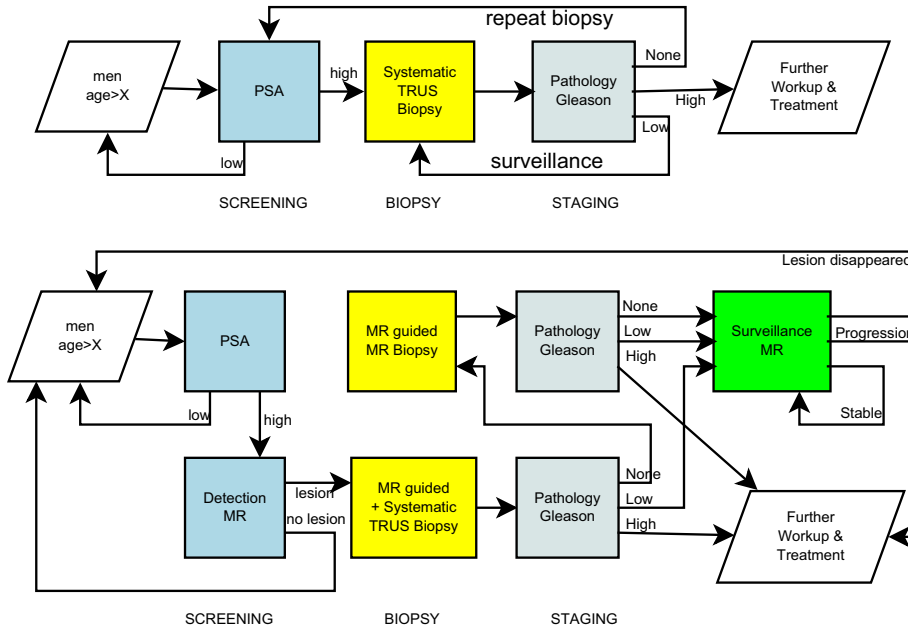 repeat biopsy
None
men
age>X
PSA
high
Systematic
TRUS
Biopsy
Pathology
Gleason
High
Further
Workup &
Treatment
low
Low
surveillance
SCREENING
BIOPSY
STAGING
Lesion disappeared
men
age>X
PSA
low
high
MR guided
MR Biopsy
Pathology
Gleason
None
Low
High
Surveillance
MR
Progression
Stable
Detection
MR
lesion
no lesion
MR guided
+ Systematic
TRUS Biopsy
Pathology
Gleason
None
Low
High
Further
Workup &
Treatment
SCREENING
BIOPSY
STAGING